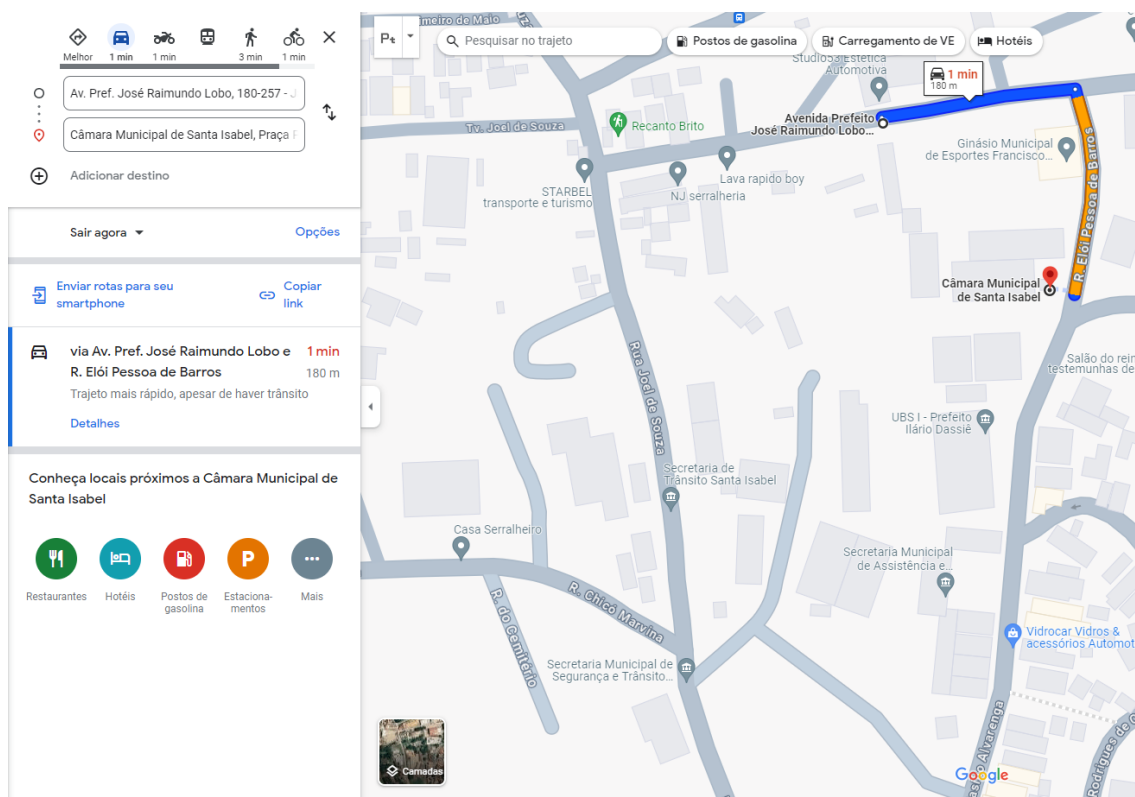 Melhor
1 min
1 min
3 min
1 min
Av. Pref. José Raimundo Lobo, 180-257 - J
Câmara Municipal de Santa Isabel, Praça F
Adicionar destino
Sair agora
Opções
Enviar rotas para seu
smartphone
Copiar
link
via Av. Pref. José Raimundo Lobo e
R. Elói Pessoa de Barros
1 min
180 m
Trajeto mais rápido, apesar de haver trânsito
Detalhes
Conheça locais próximos a Câmara Municipal de
Santa Isabel
Restaurantes
Hotéis
Postos de
gasolina
P
Estaciona-
mentos
Mais
Pesquisar no trajeto
Postos de gasolina
Carregamento de VE
Hotéis
imeiro de Maio
Studio53 Estética
Automotiva
1 min
180 m
Tv. Joel de Souza
Recanto Brito
Avenida Prefeito
José Raimundo Lobo...
Ginásio Municipal
de Esportes Francisco...
R. Elói Pessoa de Barros
STARBEL
transporte e turismo
Lava rapido boy
NJ serralheria
Câmara Municipal
de Santa Isabel
Rua Joel de Souza
Salão do rein
testemunhas de
UBS I - Prefeito
Ilário Dassiê
Secretaria de
Trânsito Santa Isabel
Casa Serralheiro
Secretaria Municipal
de Assistência e...
R. do Cemitério
R. Chico Marvina
Vidrocar Vidros &
acessórios Automot
Secretaria Municipal de
Segurança e Trânsito...
Alvarenga
Rodrigues de
Camadas
Google